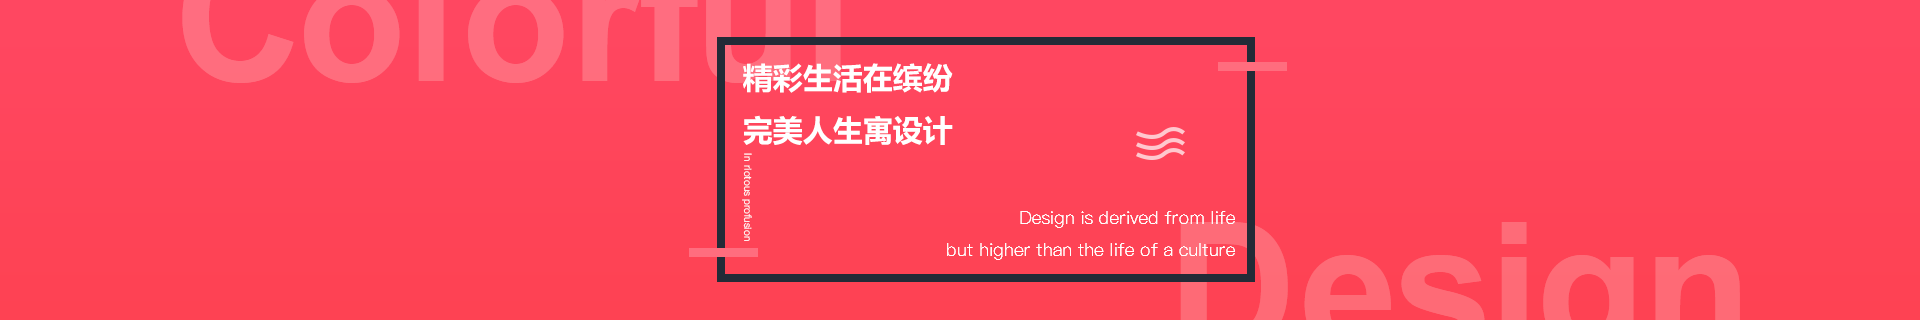 Colorful
精彩生活在缤纷
完美人生寓设计
In riotous profusion
Design is derived from life
but higher than the life of a culture
Design